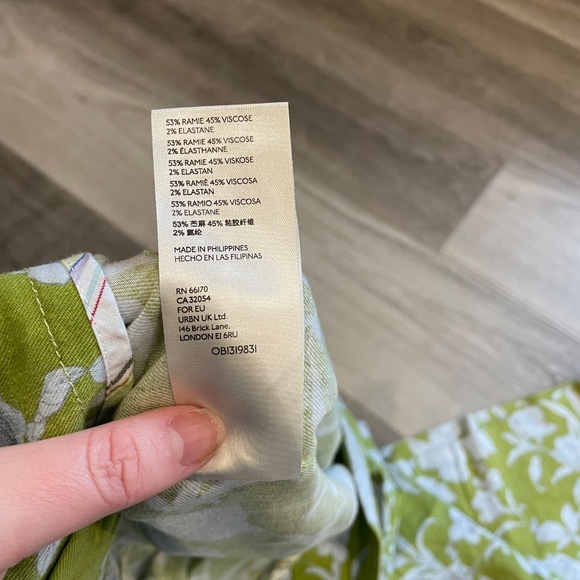 53% RAMIE 45% VISCOSE
2% ELASTANE
53% RAMIE 45% VISCOSE
2% ÉLASTHANNE
53% RAMIE 45% VISKOSE
2% ELASTAN
53% RAMIÈ 45% VISCOSA
2% ELASTAN
53% RAMIO 45% VISCOSA
2% ELASTANE
53% 苎麻 45% 粘胶纤维
2% 氨纶
MADE IN PHILIPPINES
HECHO EN LAS FILIPINAS
RN 66170
CA 32054
FOR EU
URBN UK Ltd.
146 Brick Lane,
LONDON E1 6RU
OB1319831